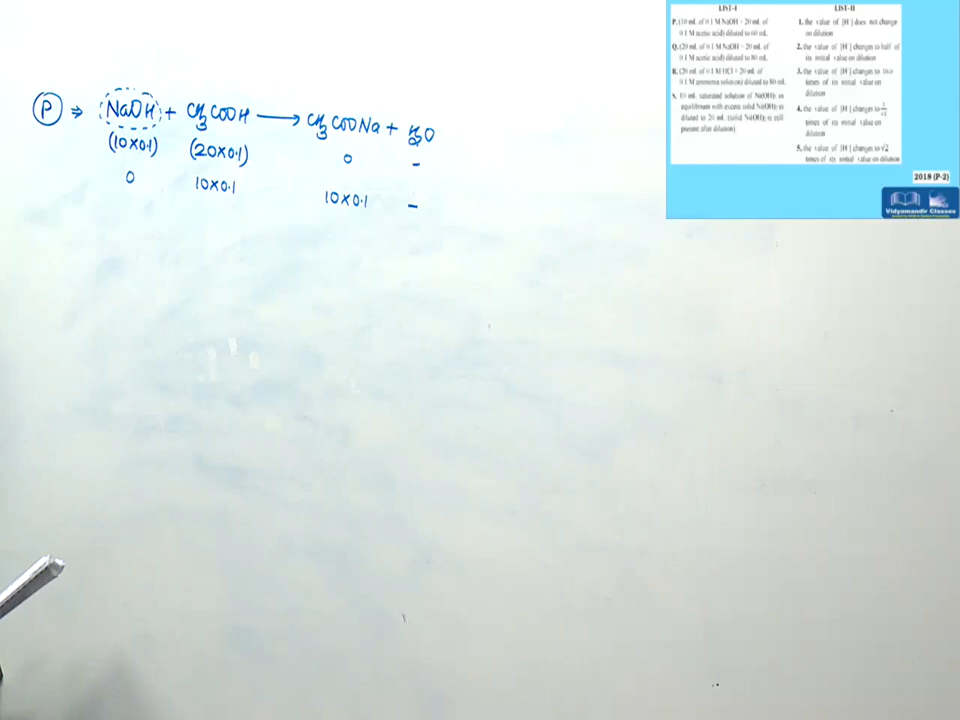 P ⇒ NaOH + CH3COOH ⟶ CH3COONa + H2O
(10×0.1) (20×0.1) 0 –
0 10×0.1 10×0.1 –
LIST-I
P. (10 mL of 0.1 M NaOH + 20 mL of
0.1 M acetic acid) diluted to 60 mL
Q. (20 mL of 0.1 M NaOH + 20 mL of
0.1 M acetic acid) diluted to 80 mL
R. (20 mL of 0.1 M HCl + 20 mL of
0.1 M ammonia solution) diluted to 80 mL
S. 10 mL saturated solution of Ni(OH)2 in
equilibrium with excess solid Ni(OH)2 is
diluted to 20 mL (solid Ni(OH)2 is still
present after dilution)
LIST-II
1. the value of [H ] does not change
on dilution
2. the value of [H ] changes to half of
its initial value on dilution
3. the value of [H ] changes to two
times of its initial value on
dilution
4. the value of [H ] changes to 1/√2
times of its initial value on
dilution
5. the value of [H ] changes to √2
times of its initial value on dilution
2018 (P-2)
Vidyamandir Classes